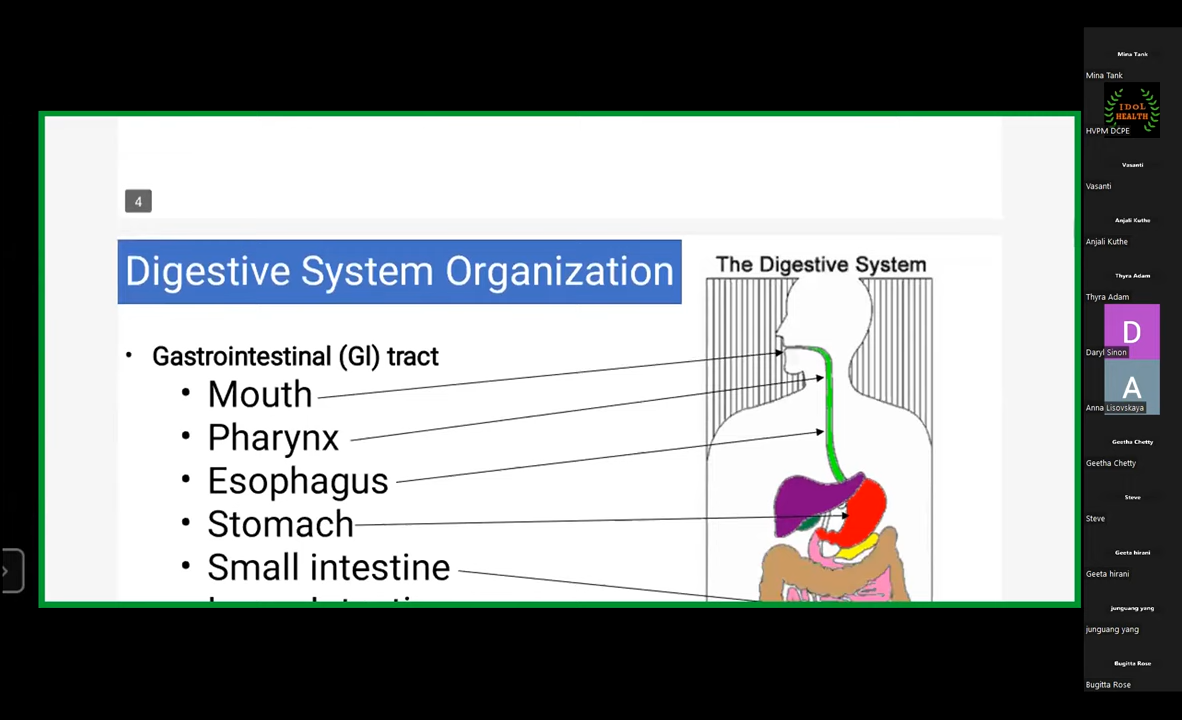 4
Digestive System Organization
The Digestive System
• Gastrointestinal (GI) tract
• Mouth
• Pharynx
• Esophagus
• Stomach
• Small intestine
Mina Tank
Mina Tank
IDOL
HEALTH
HVPM DCPE
Vasanti
Vasanti
Anjali Kuthe
Anjali Kuthe
Thyra Adam
Thyra Adam
D
Daryl Sinon
A
Anna Lisovskaya
Geetha Chetty
Geetha Chetty
Steve
Steve
Geeta hirani
Geeta hirani
junguang yang
junguang yang
Bugitta Rose
Bugitta Rose